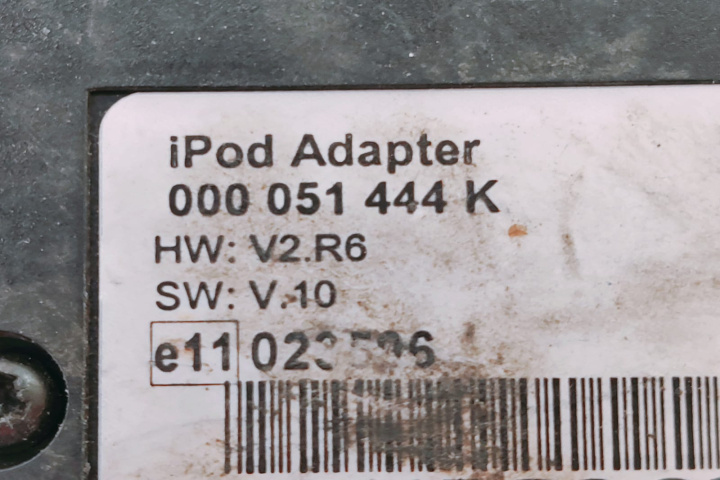 iPod Adapter
000 051 444 K
HW: V2.R6
SW: V.10
e11